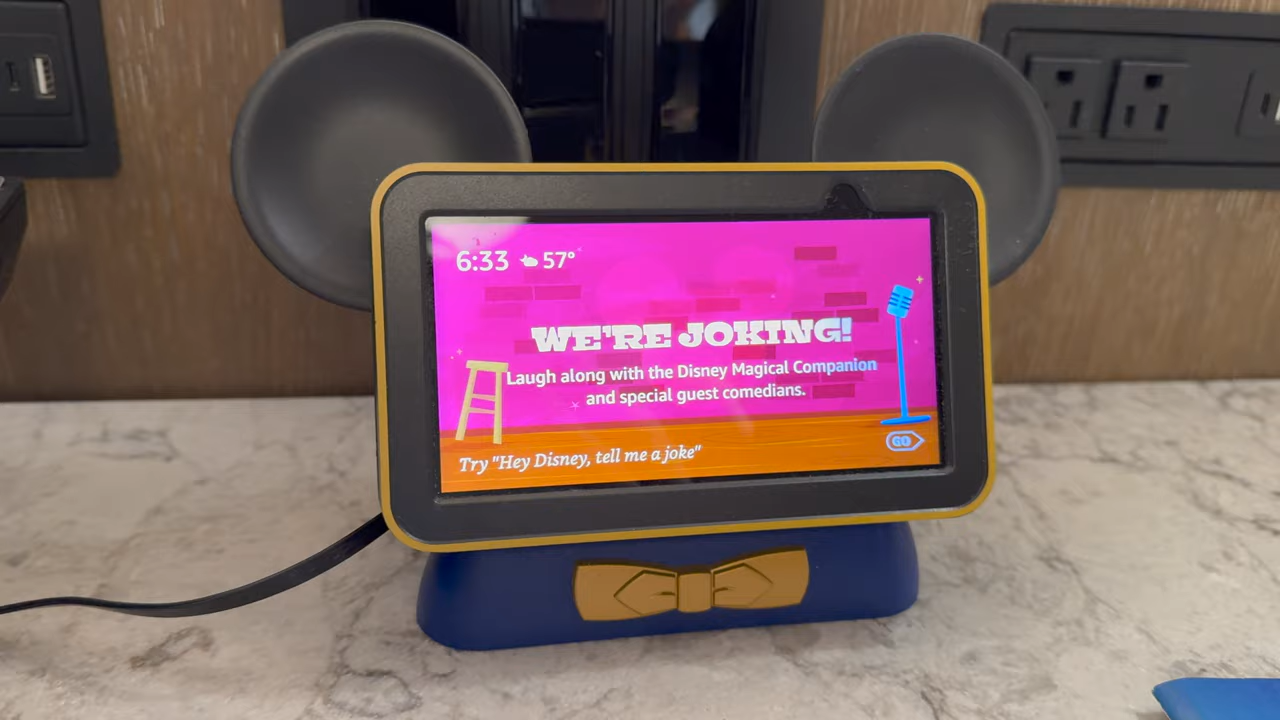 6:33 57°
WE'RE JOKING!
Laugh along with the Disney Magical Companion
and special guest comedians.
GO
Try "Hey Disney, tell me a joke"